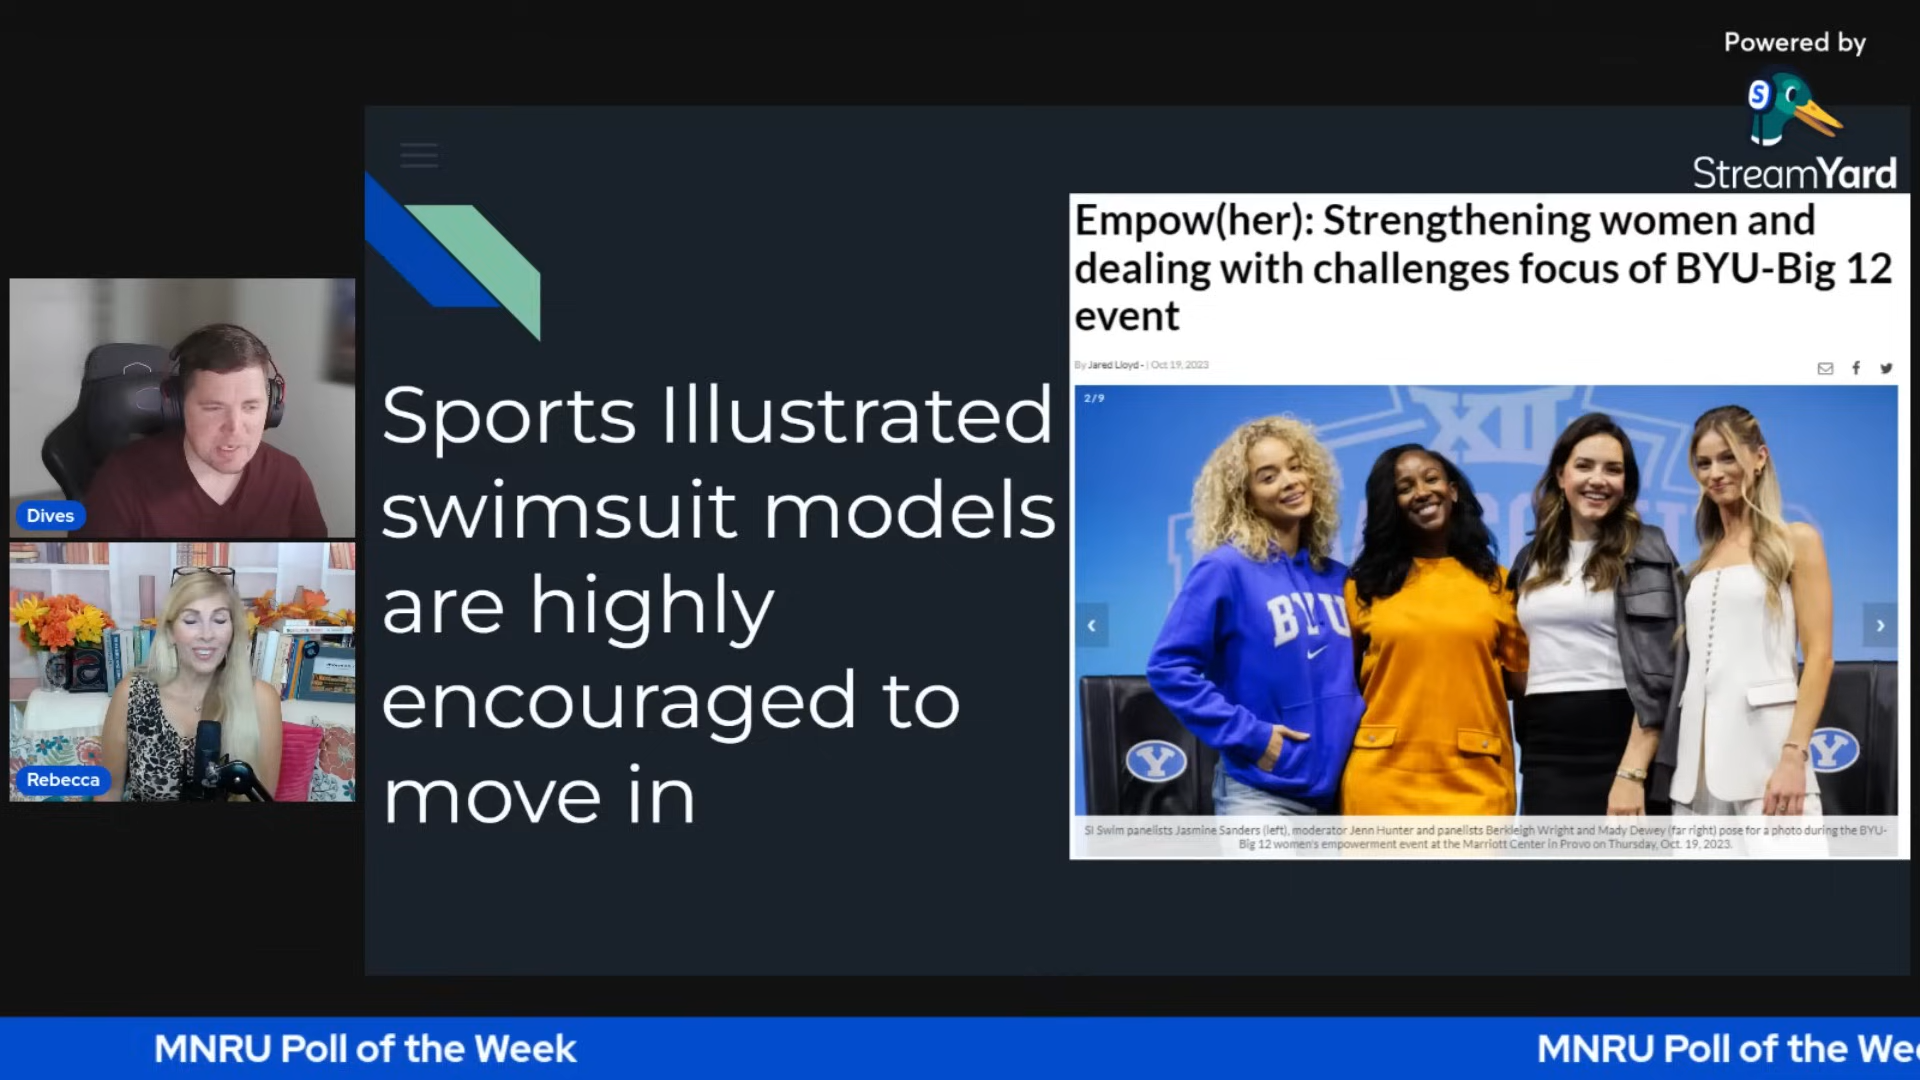 Powered by
StreamYard
Empow(her): Strengthening women and
dealing with challenges focus of BYU-Big 12
event
By Jared Lloyd - | Oct 19, 2023
2/9
XII
BYU
SI Swim panelists Jasmine Sanders (left), moderator Jenn Hunter and panelists Berkleigh Wright and Mady Dewey (far right) pose for a photo during the BYU-
Big 12 women's empowerment event at the Marriott Center in Provo on Thursday, Oct. 19, 2023.
Sports Illustrated
swimsuit models
are highly
encouraged to
move in
Dives
Rebecca
MNRU Poll of the Week
MNRU Poll of the Wee